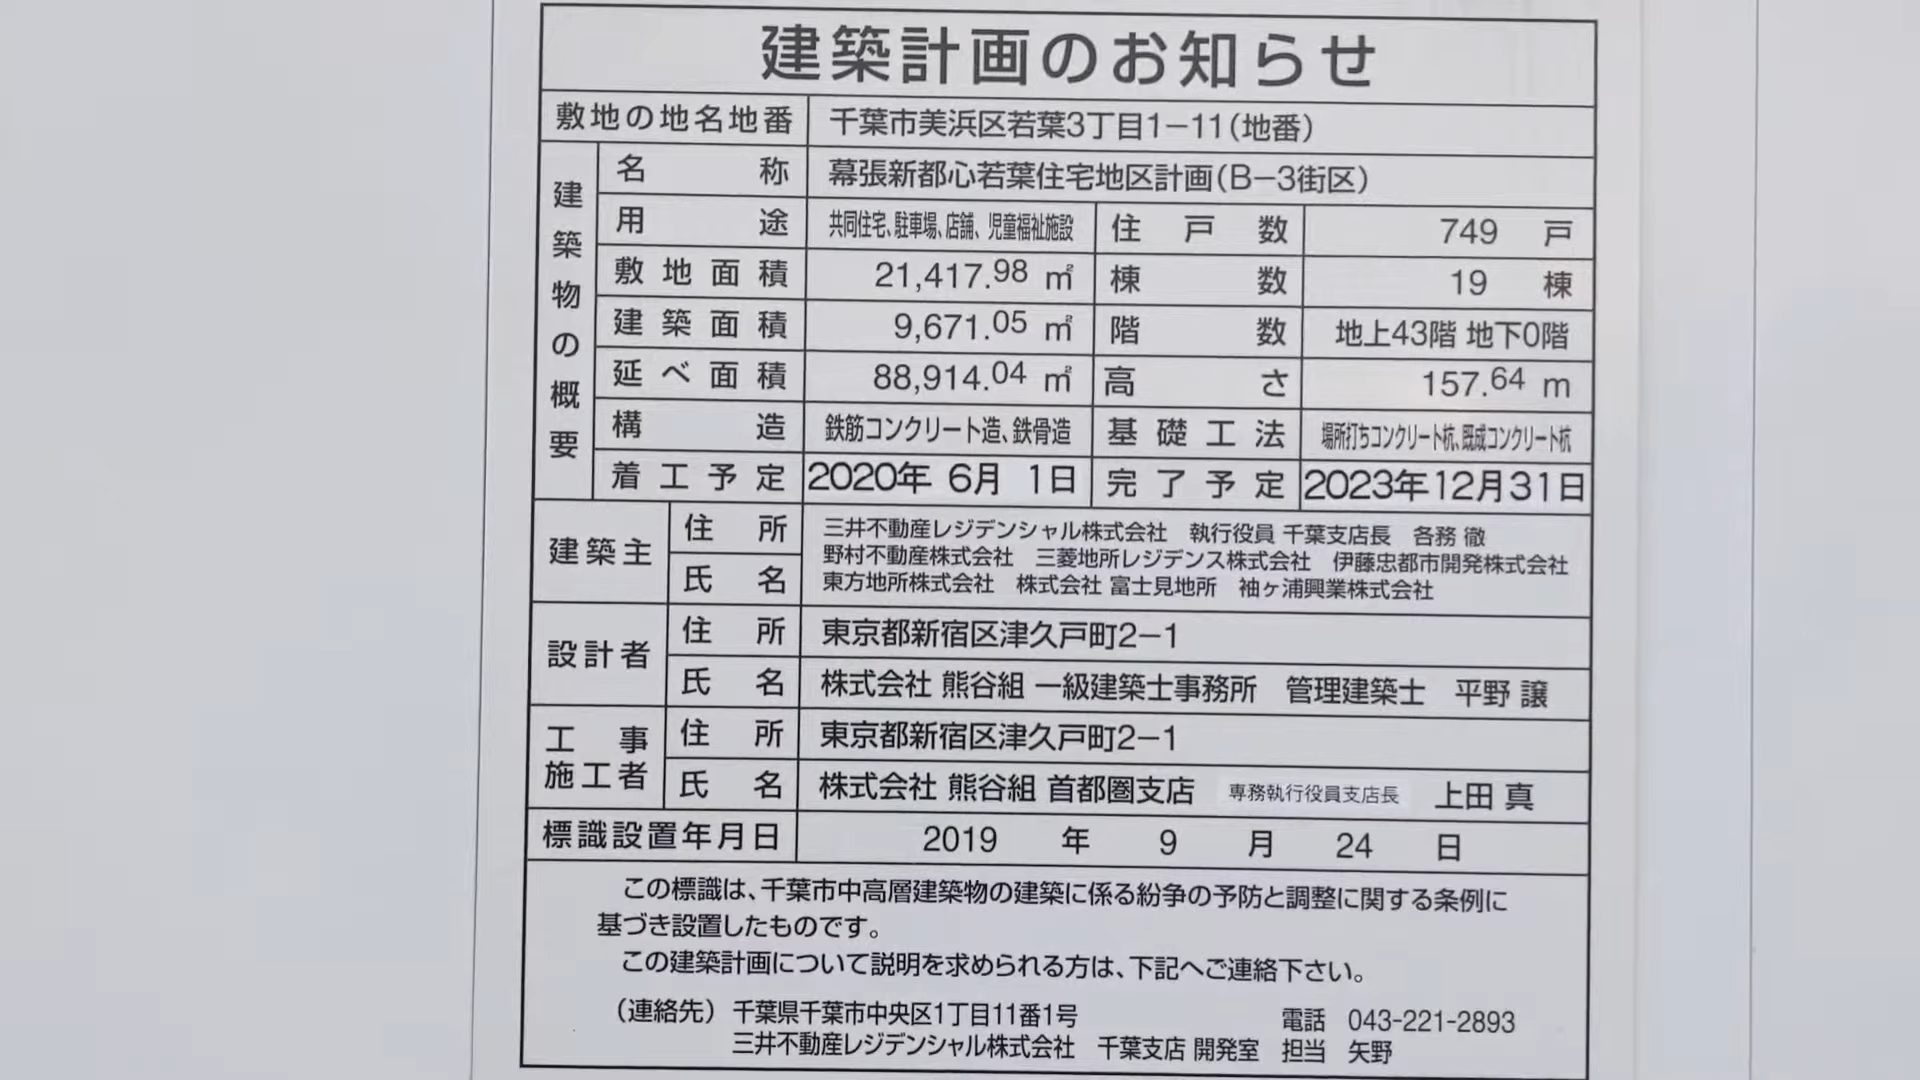 建築計画のお知らせ
敷地の地名地番 千葉市美浜区若葉3丁目1−11(地番)
建築物の概要
名称 幕張新都心若葉住宅地区計画(B−3街区)
用途 共同住宅、駐車場、店舗、児童福祉施設 住戸数 749 戸
敷地面積 21,417.98 ㎡ 棟数 19 棟
建築面積 9,671.05 ㎡ 階数 地上43階 地下0階
延べ面積 88,914.04 ㎡ 高さ 157.64 m
構造 鉄筋コンクリート造、鉄骨造 基礎工法 場所打ちコンクリート杭、既成コンクリート杭
着工予定 2020年 6月 1日 完了予定 2023年12月31日
建築主 住所 氏名
三井不動産レジデンシャル株式会社 執行役員 千葉支店長 各務 徹
野村不動産株式会社 三菱地所レジデンス株式会社 伊藤忠都市開発株式会社
東方地所株式会社 株式会社 富士見地所 袖ヶ浦興業株式会社
設計者 住所 東京都新宿区津久戸町2−1
氏名 株式会社 熊谷組 一級建築士事務所 管理建築士 平野 譲
工事施工者 住所 東京都新宿区津久戸町2−1
氏名 株式会社 熊谷組 首都圏支店 専務執行役員支店長 上田 真
標識設置年月日 2019 年 9 月 24 日
この標識は、千葉市中高層建築物の建築に係る紛争の予防と調整に関する条例に
基づき設置したものです。
この建築計画について説明を求められる方は、下記へご連絡下さい。
(連絡先) 千葉県千葉市中央区1丁目11番1号 電話 043-221-2893
三井不動産レジデンシャル株式会社 千葉支店 開発室 担当 矢野